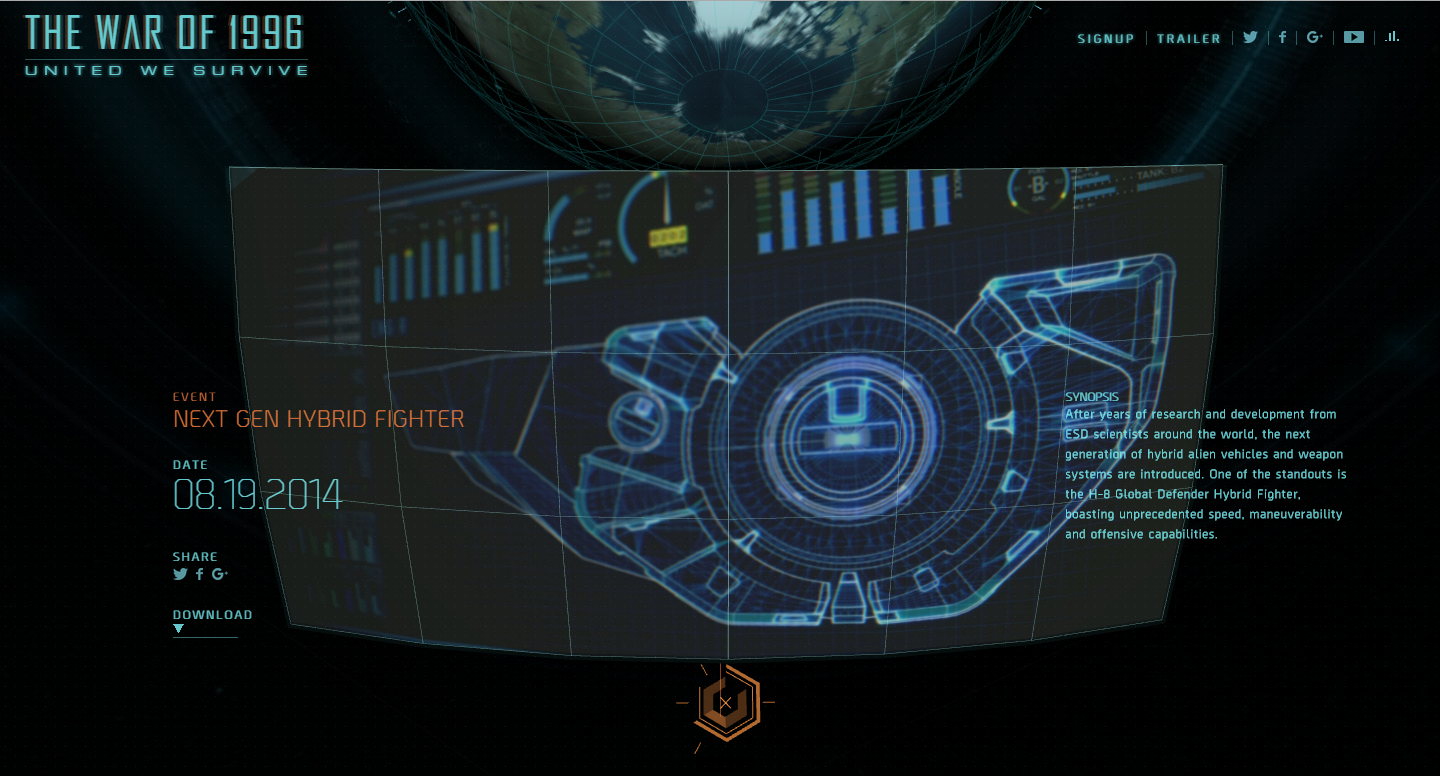 THE WAR OF 1996
UNITED WE SURVIVE
SIGNUP
TRAILER
0202
TACH
B
GAL
TANK B2
EVENT
NEXT GEN HYBRID FIGHTER
DATE
08.19.2014
SHARE
DOWNLOAD
SYNOPSIS
After years of research and development from
ESD scientists around the world, the next
generation of hybrid alien vehicles and weapon
systems are introduced. One of the standouts is
the H-8 Global Defender Hybrid Fighter,
boasting unprecedented speed, maneuverability
and offensive capabilities.